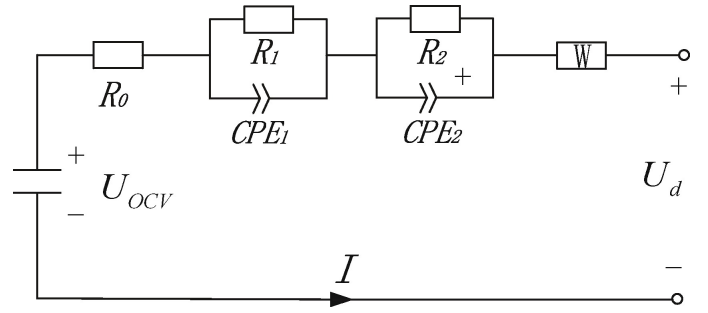 R1 R2 W
R0 + +
CPE1 CPE2
+ UOCV Ud
−
I −